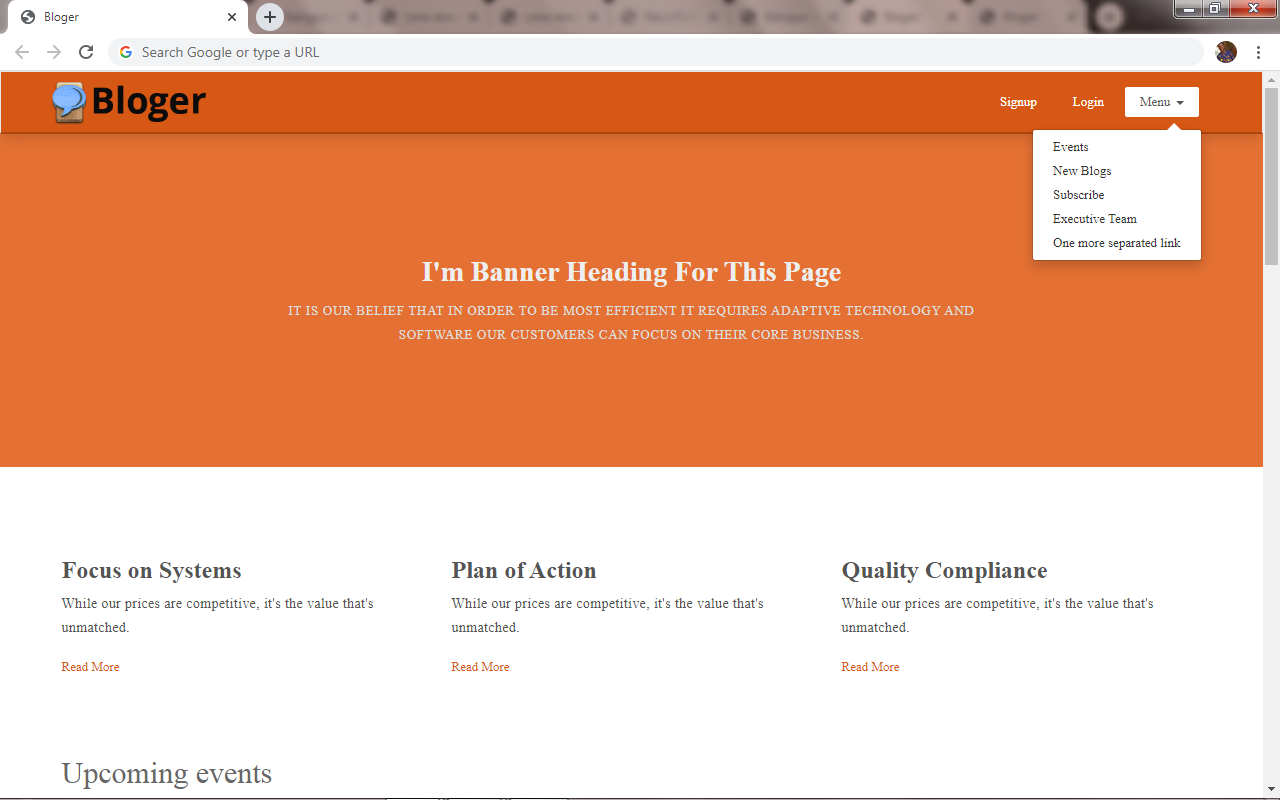 Bloger
Search Google or type a URL
Bloger
Signup
Login
Menu
Events
New Blogs
Subscribe
Executive Team
One more separated link
I'm Banner Heading For This Page
IT IS OUR BELIEF THAT IN ORDER TO BE MOST EFFICIENT IT REQUIRES ADAPTIVE TECHNOLOGY AND
SOFTWARE OUR CUSTOMERS CAN FOCUS ON THEIR CORE BUSINESS.
Focus on Systems
While our prices are competitive, it's the value that's
unmatched.
Read More
Plan of Action
While our prices are competitive, it's the value that's
unmatched.
Read More
Quality Compliance
While our prices are competitive, it's the value that's
unmatched.
Read More
Upcoming events